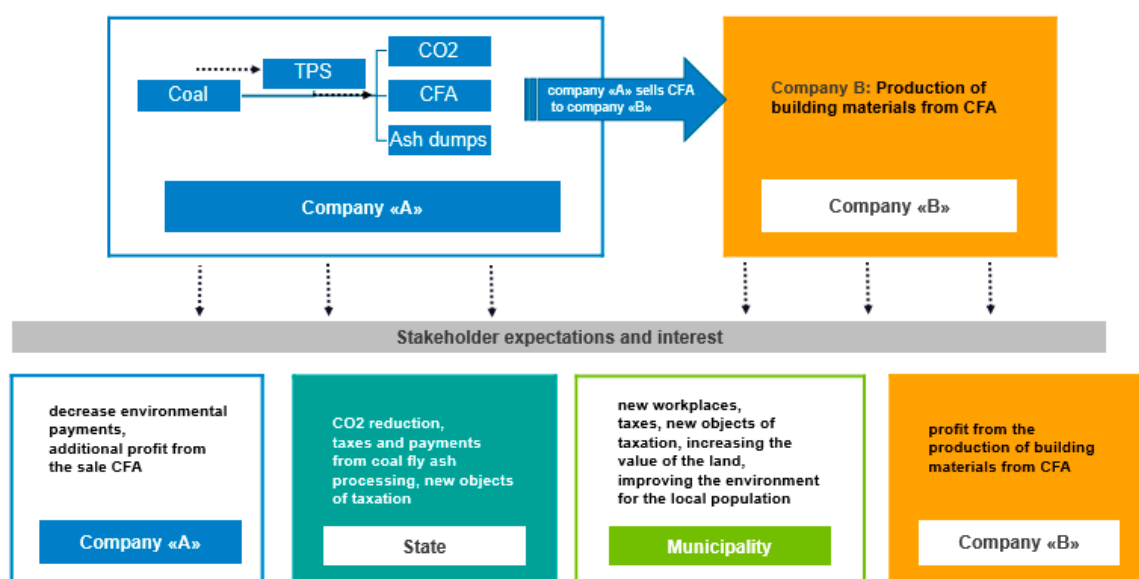 CO2
TPS
Coal
CFA
Ash dumps
Company «A»
company «A» sells CFA
to company «B»
Company B: Production of
building materials from CFA
Company «B»
Stakeholder expectations and interest
decrease environmental
payments,
additional profit from
the sale CFA
Company «A»
CO2 reduction,
taxes and payments
from coal fly ash
processing, new objects
of taxation
State
new workplaces,
taxes, new objects of
taxation, increasing the
value of the land,
improving the environment
for the local population
Municipality
profit from the
production of building
materials from CFA
Company «B»